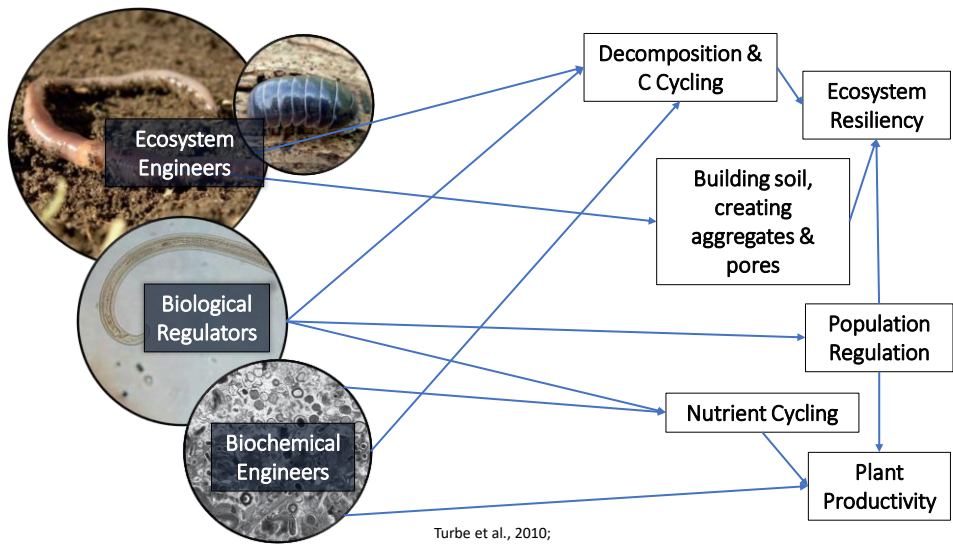 Ecosystem
Engineers
Biological
Regulators
Biochemical
Engineers
Decomposition &
C Cycling
Ecosystem
Resiliency
Building soil,
creating
aggregates &
pores
Population
Regulation
Nutrient Cycling
Plant
Productivity
Turbe et al., 2010;